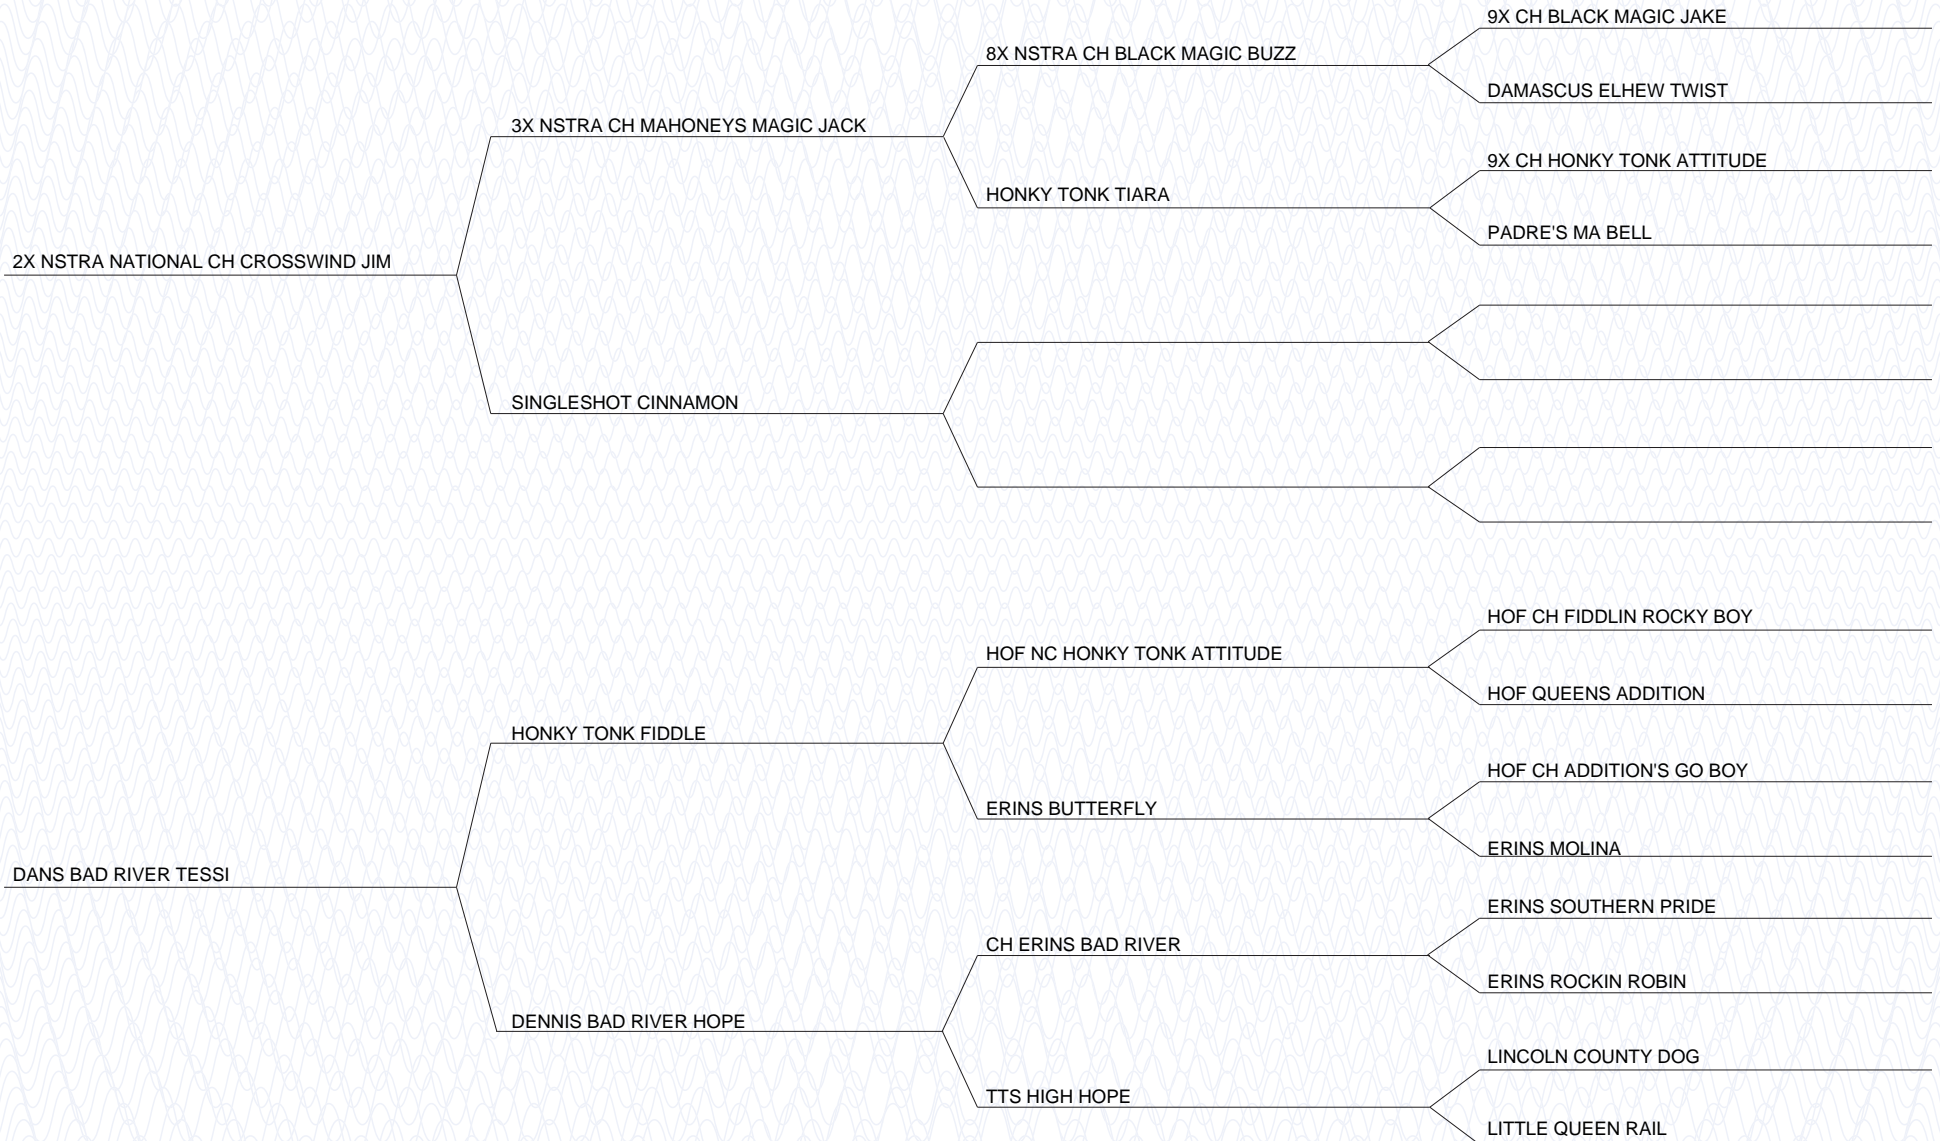 9X CH BLACK MAGIC JAKE
8X NSTRA CH BLACK MAGIC BUZZ
DAMASCUS ELHEW TWIST
3X NSTRA CH MAHONEYS MAGIC JACK
9X CH HONKY TONK ATTITUDE
HONKY TONK TIARA
PADRE'S MA BELL
2X NSTRA NATIONAL CH CROSSWIND JIM
SINGLESHOT CINNAMON
HOF CH FIDDLIN ROCKY BOY
HOF NC HONKY TONK ATTITUDE
HOF QUEENS ADDITION
HONKY TONK FIDDLE
HOF CH ADDITION'S GO BOY
ERINS BUTTERFLY
ERINS MOLINA
DANS BAD RIVER TESSI
ERINS SOUTHERN PRIDE
CH ERINS BAD RIVER
ERINS ROCKIN ROBIN
DENNIS BAD RIVER HOPE
LINCOLN COUNTY DOG
TTS HIGH HOPE
LITTLE QUEEN RAIL